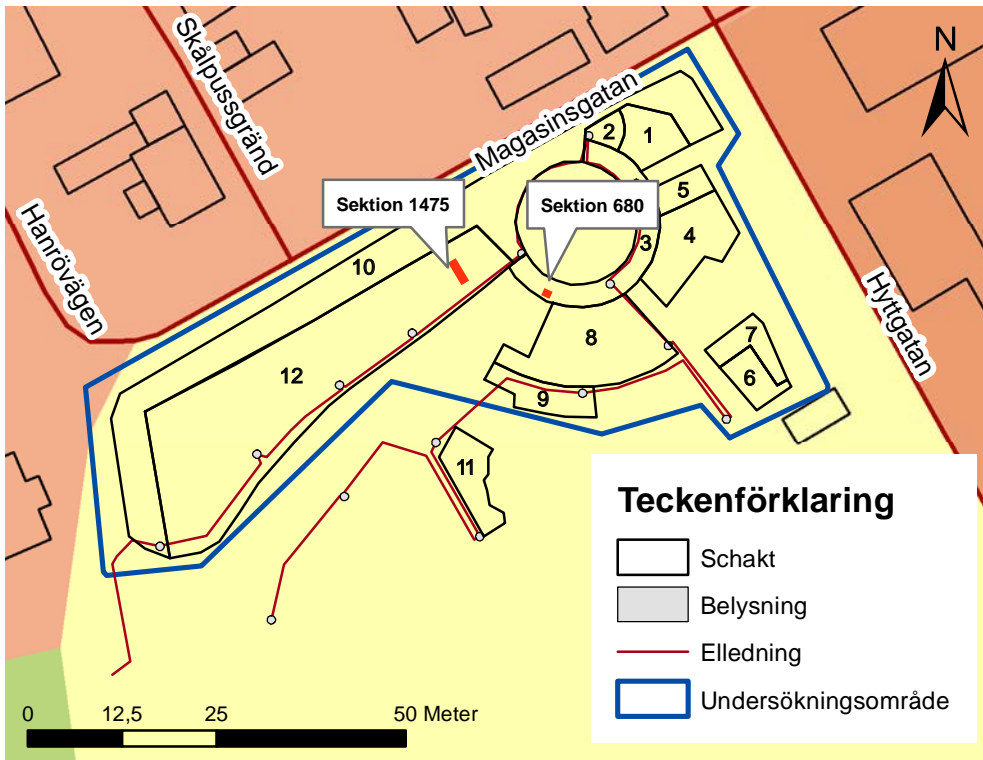 Skålpussgränd
N
Magasinsgatan
2
1
5
Sektion 1475
Sektion 680
4
3
Hanrövägen
10
Hyttgatan
8
7
12
6
9
11
Teckenförklaring
Schakt
Belysning
Elledning
Undersökningsområde
0 12,5 25 50 Meter